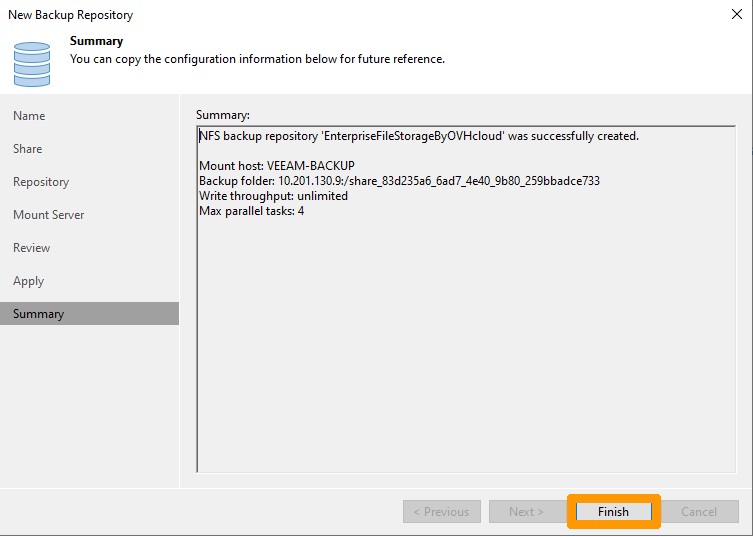 New Backup Repository
Summary
You can copy the configuration information below for future reference.
Name
Share
Repository
Mount Server
Review
Apply
Summary
Summary:
NFS backup repository 'EnterpriseFileStorageByOVHcloud' was successfully created.
Mount host: VEEAM-BACKUP
Backup folder: 10.201.130.9:/share_83d235a6_6ad7_4e40_9b80_259bbadce733
Write throughput: unlimited
Max parallel tasks: 4
< Previous
Next >
Finish
Cancel